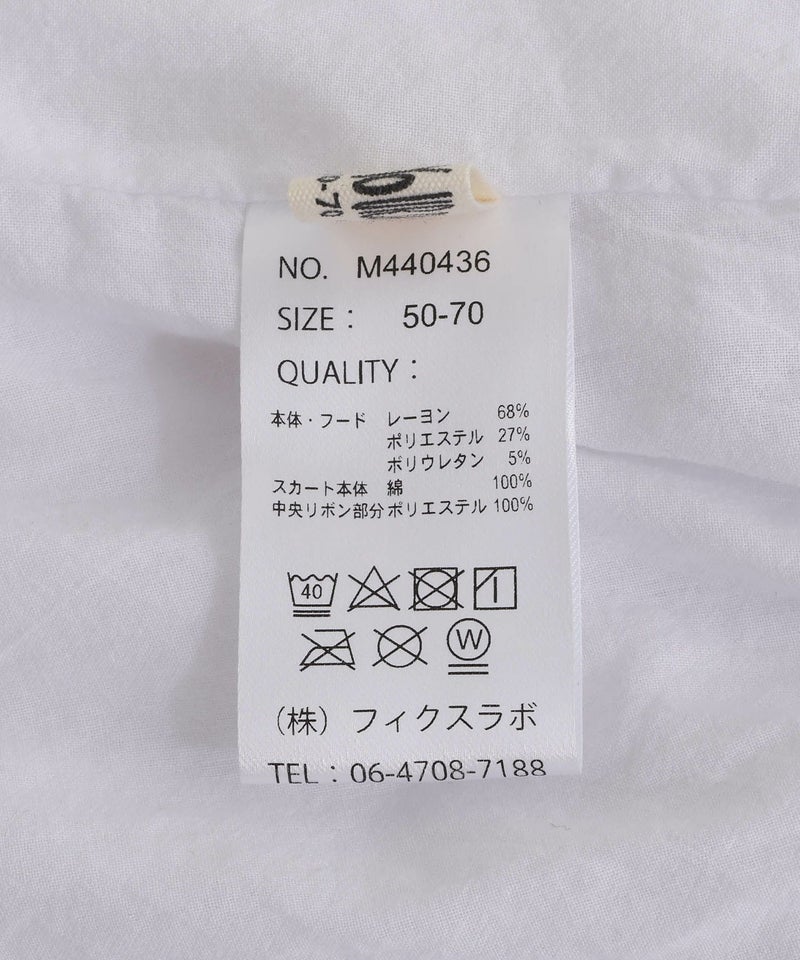 0-70
NO. M440436
SIZE： 50-70
QUALITY：
本体・フード レーヨン 68%
ポリエステル 27%
ポリウレタン 5%
スカート本体 綿 100%
中央リボン部分 ポリエステル 100%
40
W
（株）フィクスラボ
TEL：06-4708-7188